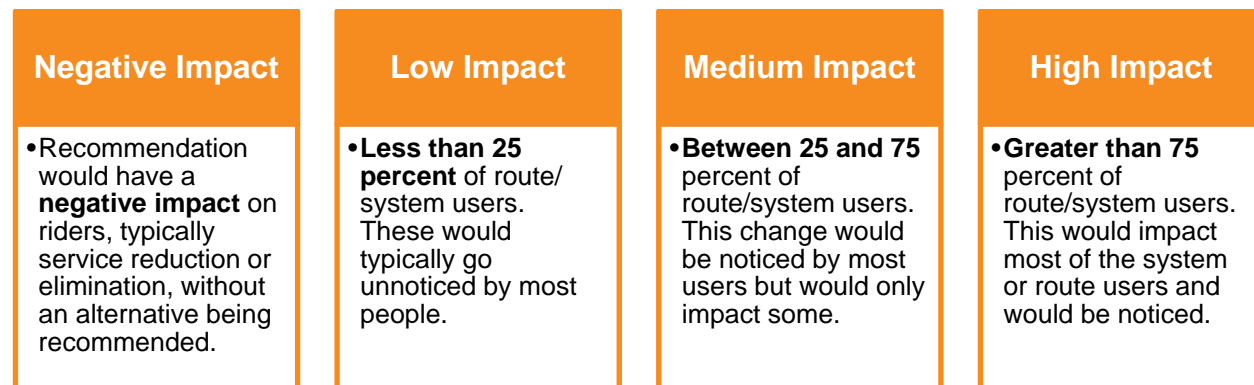 Negative Impact
•Recommendation
would have a
negative impact on
riders, typically
service reduction or
elimination, without
an alternative being
recommended.
Low Impact
•Less than 25
percent of route/
system users.
These would
typically go
unnoticed by most
people.
Medium Impact
•Between 25 and 75
percent of
route/system users.
This change would
be noticed by most
users but would only
impact some.
High Impact
•Greater than 75
percent of
route/system users.
This would impact
most of the system
or route users and
would be noticed.